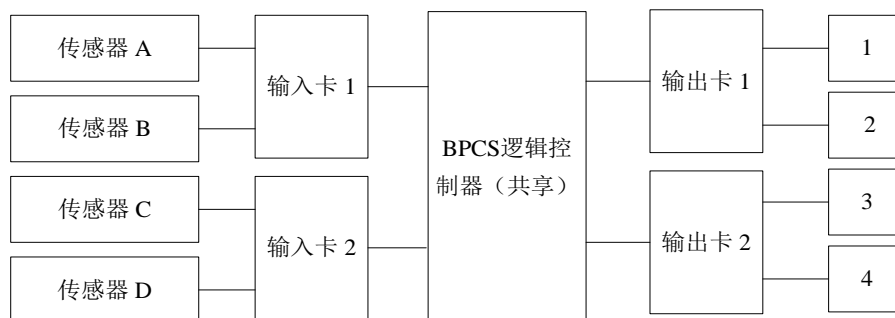 传感器 A
传感器 B
传感器 C
传感器 D
输入卡 1
输入卡 2
BPCS逻辑控
制器（共享）
输出卡 1
输出卡 2
1
2
3
4